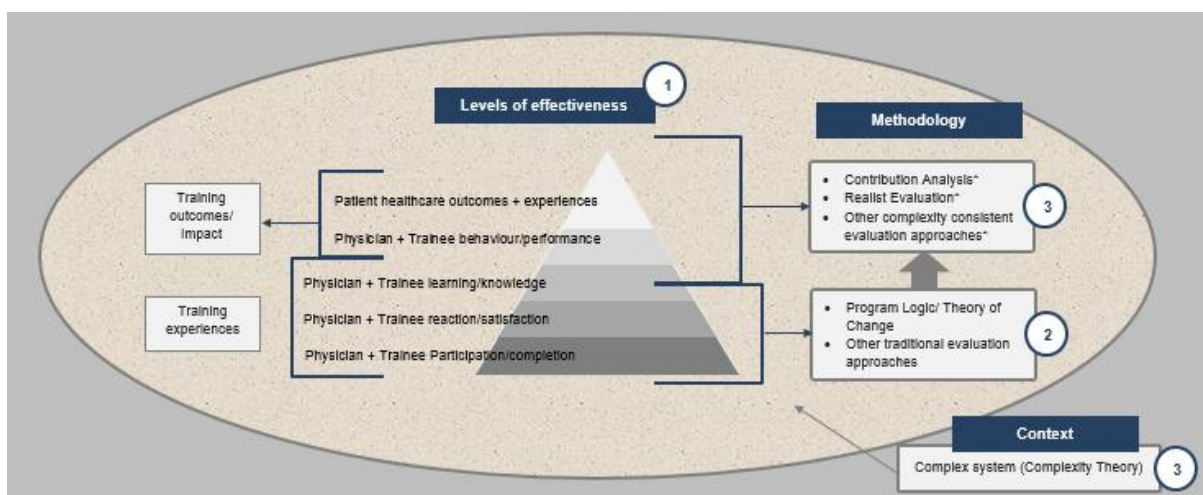 Levels of effectiveness
1
Methodology
Training
outcomes/
impact
Patient healthcare outcomes + experiences
Physician + Trainee behaviour/performance
• Contribution Analysis^
• Realist Evaluation^
• Other complexity consistent
evaluation approaches^
3
Training
experiences
Physician + Trainee learning/knowledge
Physician + Trainee reaction/satisfaction
Physician + Trainee Participation/completion
• Program Logic/ Theory of
Change
• Other traditional evaluation
approaches
2
Context
Complex system (Complexity Theory)
3